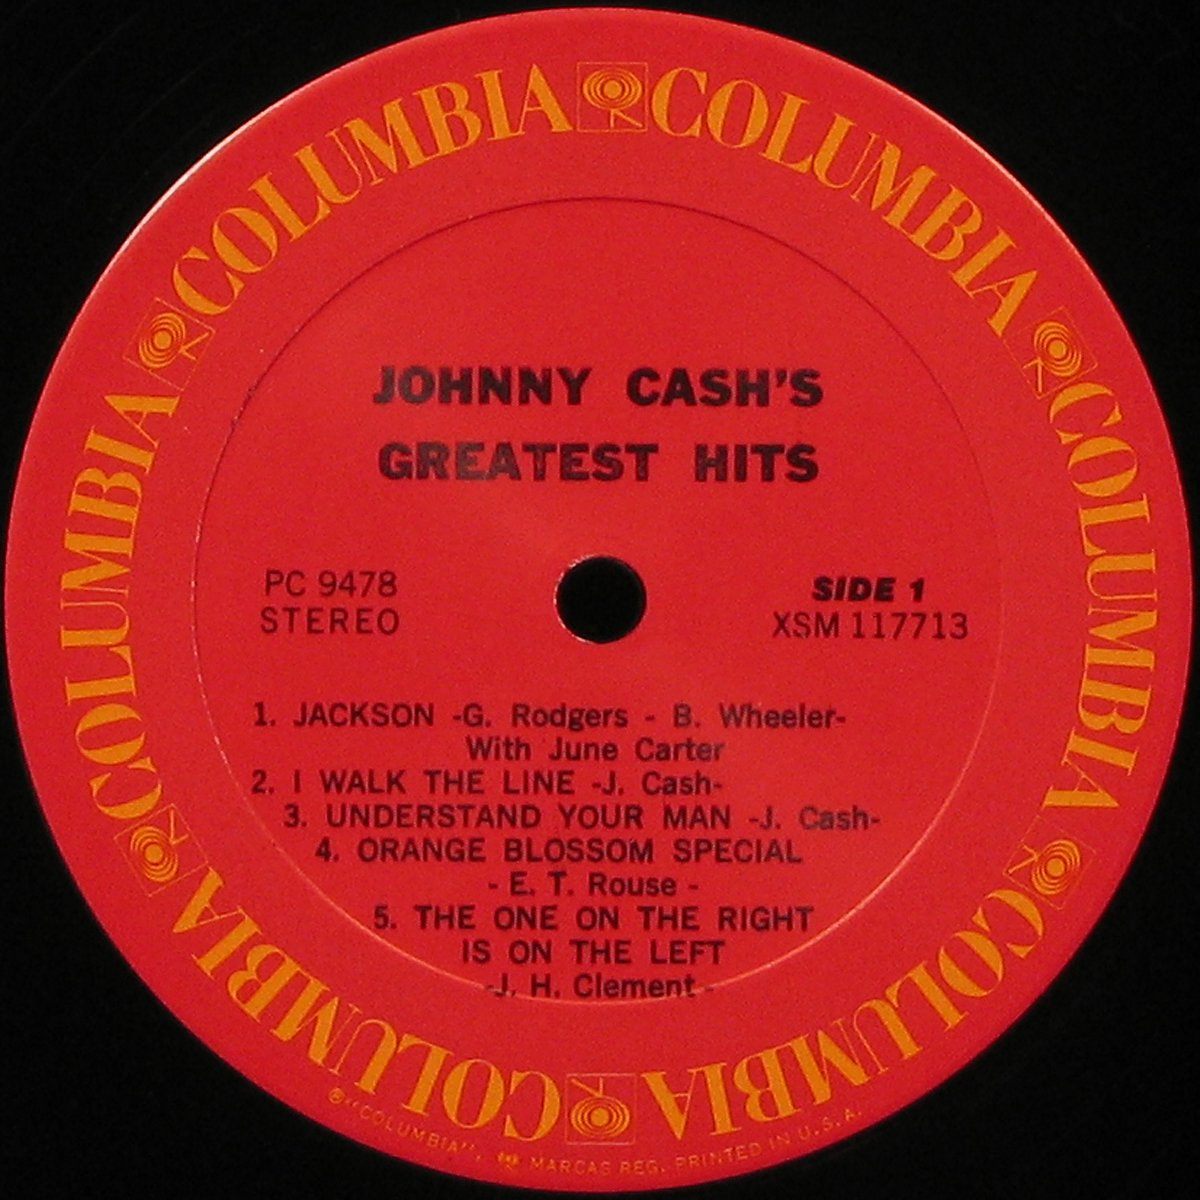 COLUMBIA COLUMBIA COLUMBIA COLUMBIA COLUMBIA COLUMBIA
JOHNNY CASH'S
GREATEST HITS
PC 9478
STEREO
SIDE 1
XSM 117713
1. JACKSON -G. Rodgers - B. Wheeler-
With June Carter
2. I WALK THE LINE -J. Cash-
3. UNDERSTAND YOUR MAN -J. Cash-
4. ORANGE BLOSSOM SPECIAL
- E. T. Rouse -
5. THE ONE ON THE RIGHT
IS ON THE LEFT
-J. H. Clement -
®"COLUMBIA", MARCAS REG. PRINTED IN U.S.A.